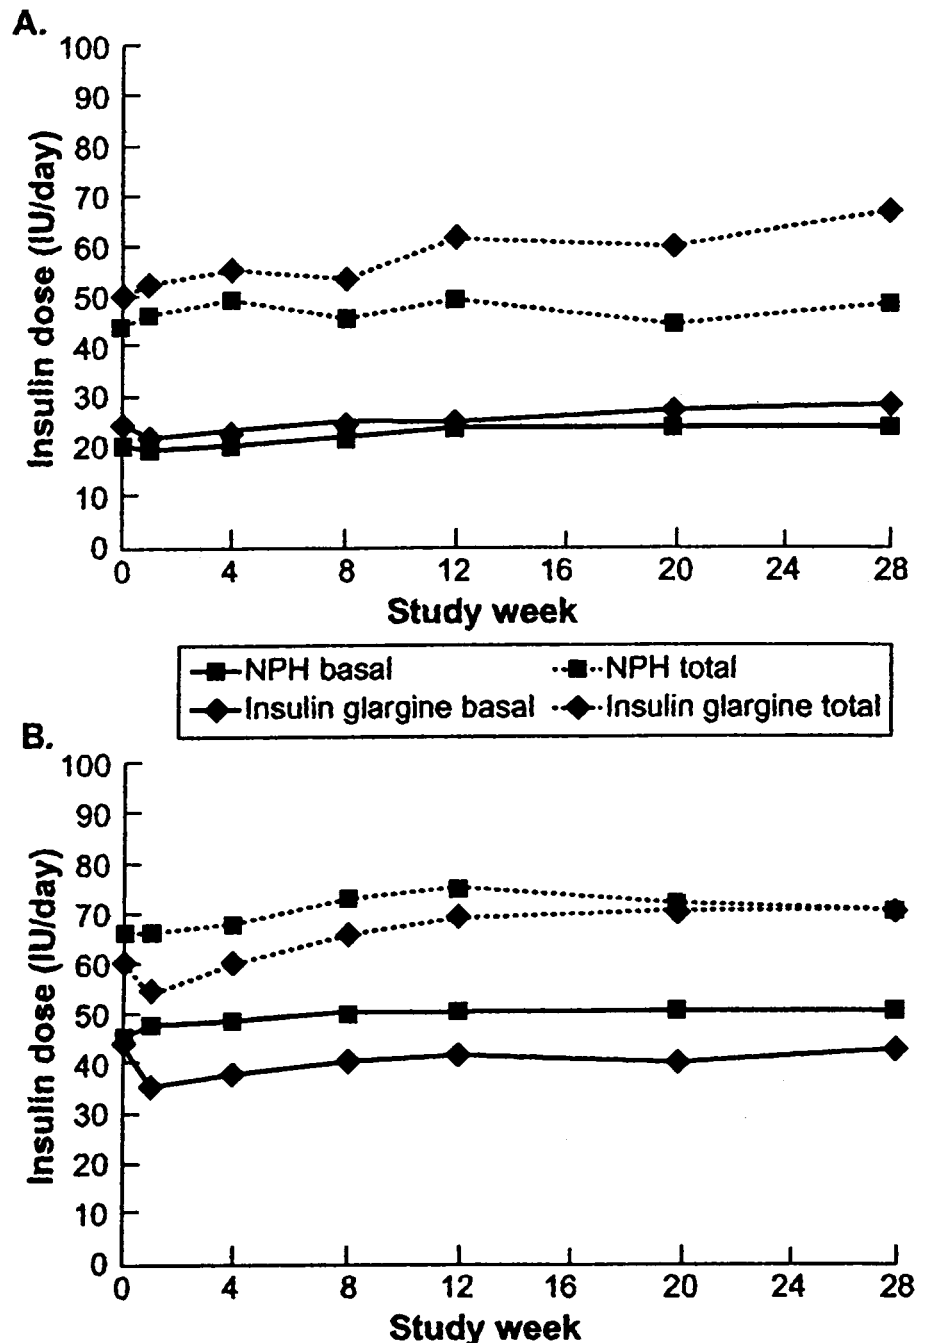 A.
100
90
80
70
60
50
40
30
20
10
0
Insulin dose (IU/day)
0 4 8 12 16 20 24 28
Study week
NPH basal NPH total
Insulin glargine basal Insulin glargine total
B.
100
90
80
70
60
50
40
30
20
10
0
Insulin dose (IU/day)
0 4 8 12 16 20 24 28
Study week